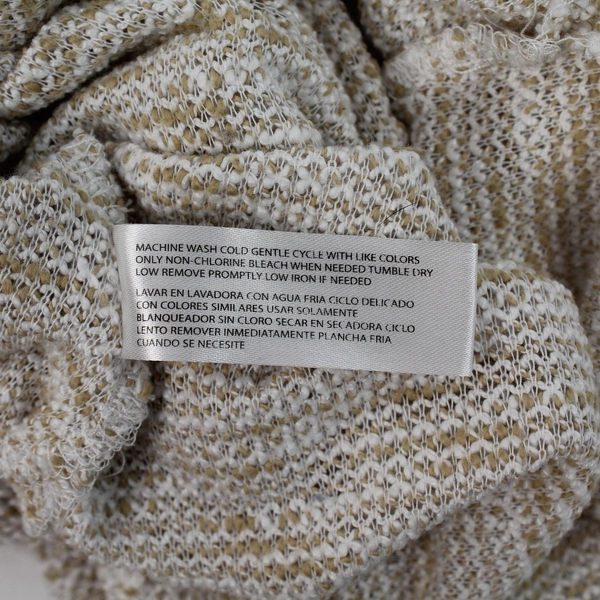 MACHINE WASH COLD GENTLE CYCLE WITH LIKE COLORS
ONLY NON-CHLORINE BLEACH WHEN NEEDED TUMBLE DRY
LOW REMOVE PROMPTLY.LOW IRON IF NEEDED
LAVAR EN LAVADORA CON AGUA FRIA CICLO DELICADO
CON COLORES SIMILARES USAR SOLAMENTE
BLANQUEADOR SIN CLORO SECAR EN SECADORA CICLO
LENTO REMOVER INMEDIATAMENTE PLANCHA FRIA
CUANDO SE NECESITE